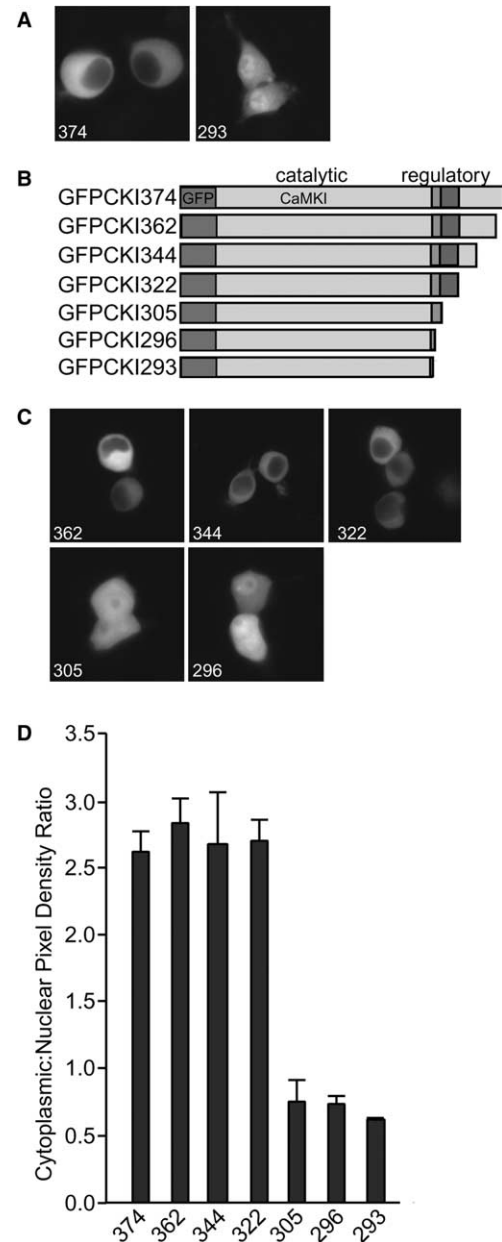 A
374
293
B
catalytic regulatory
GFPCKI374 GFP CaMKI
GFPCKI362
GFPCKI344
GFPCKI322
GFPCKI305
GFPCKI296
GFPCKI293
C
362
344
322
305
296
D
Cytoplasmic:Nuclear Pixel Density Ratio
3.5
3.0
2.5
2.0
1.5
1.0
0.5
0.0
374 362 344 322 305 296 293